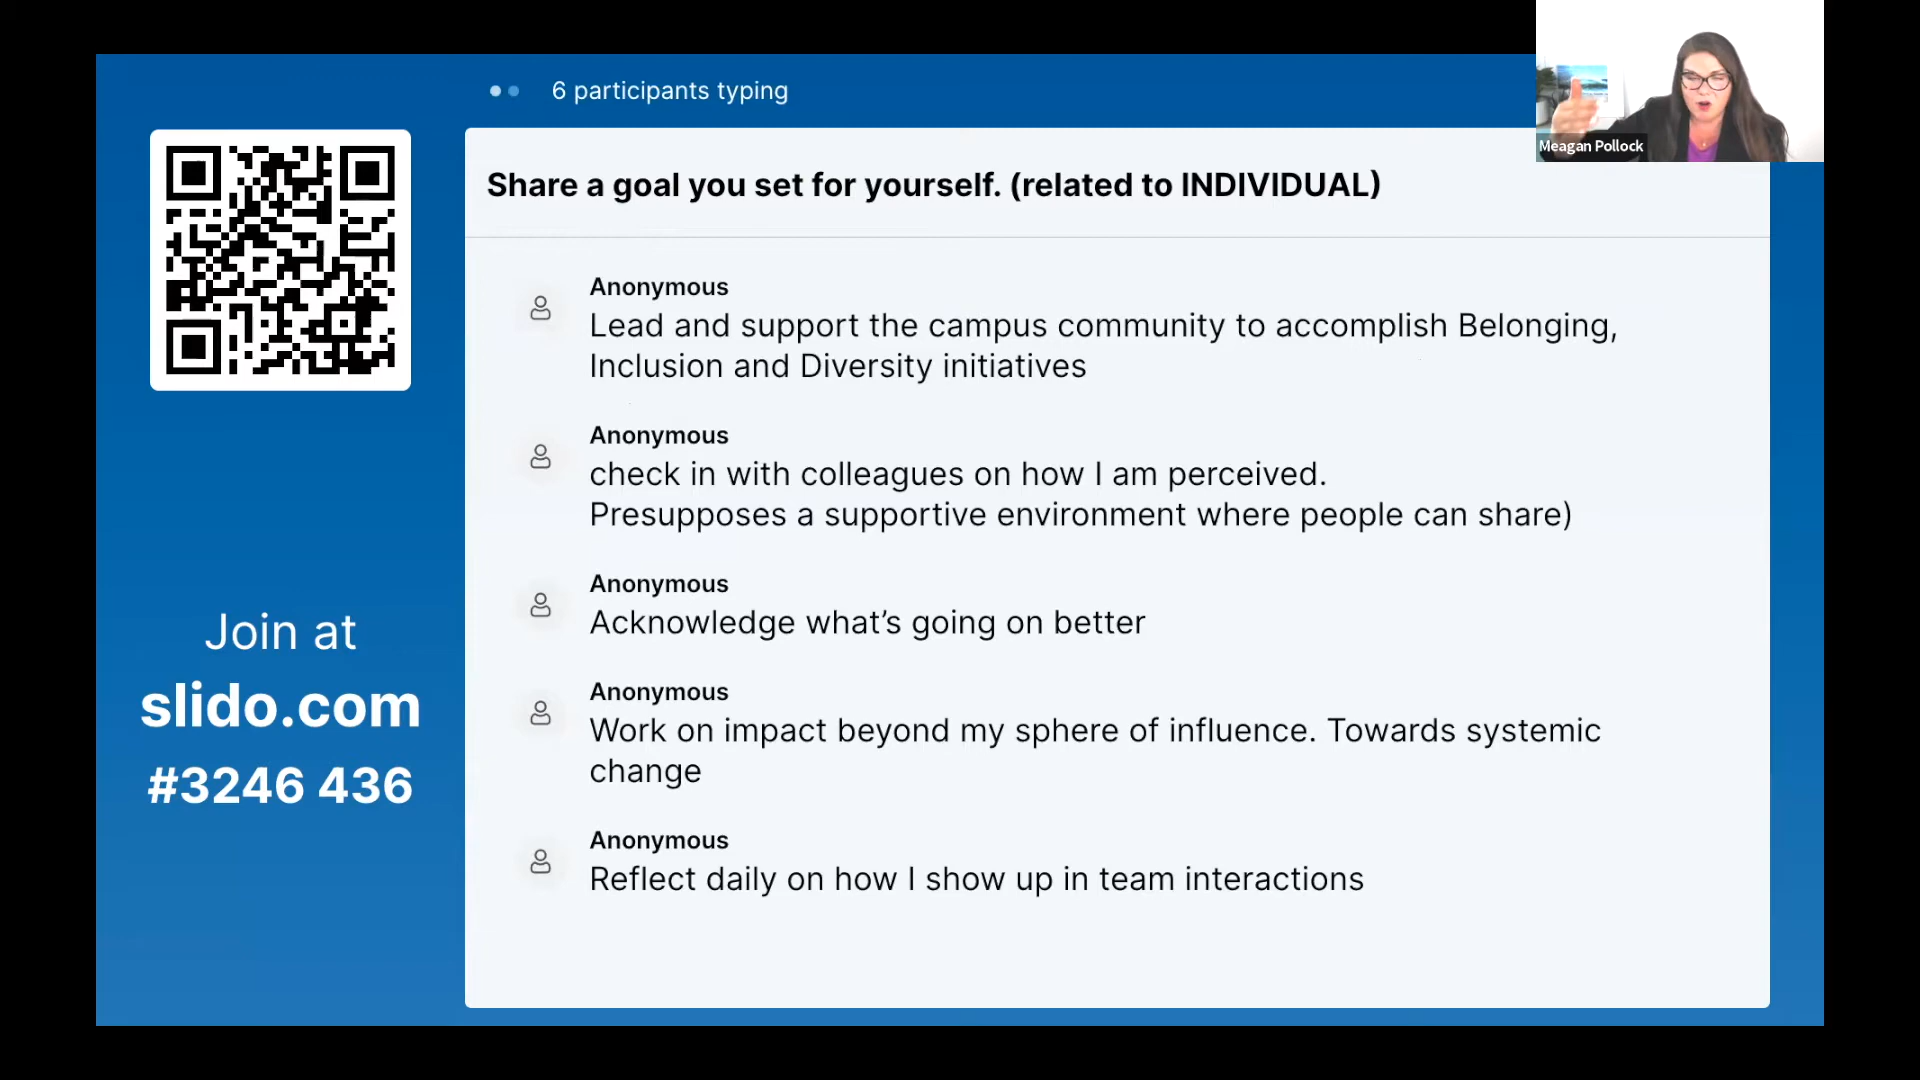 6 participants typing
Meagan Pollock
Share a goal you set for yourself. (related to INDIVIDUAL)
Anonymous
Lead and support the campus community to accomplish Belonging,
Inclusion and Diversity initiatives
Anonymous
check in with colleagues on how I am perceived.
Presupposes a supportive environment where people can share)
Anonymous
Acknowledge what’s going on better
Anonymous
Work on impact beyond my sphere of influence. Towards systemic
change
Anonymous
Reflect daily on how I show up in team interactions
Join at
slido.com
#3246 436